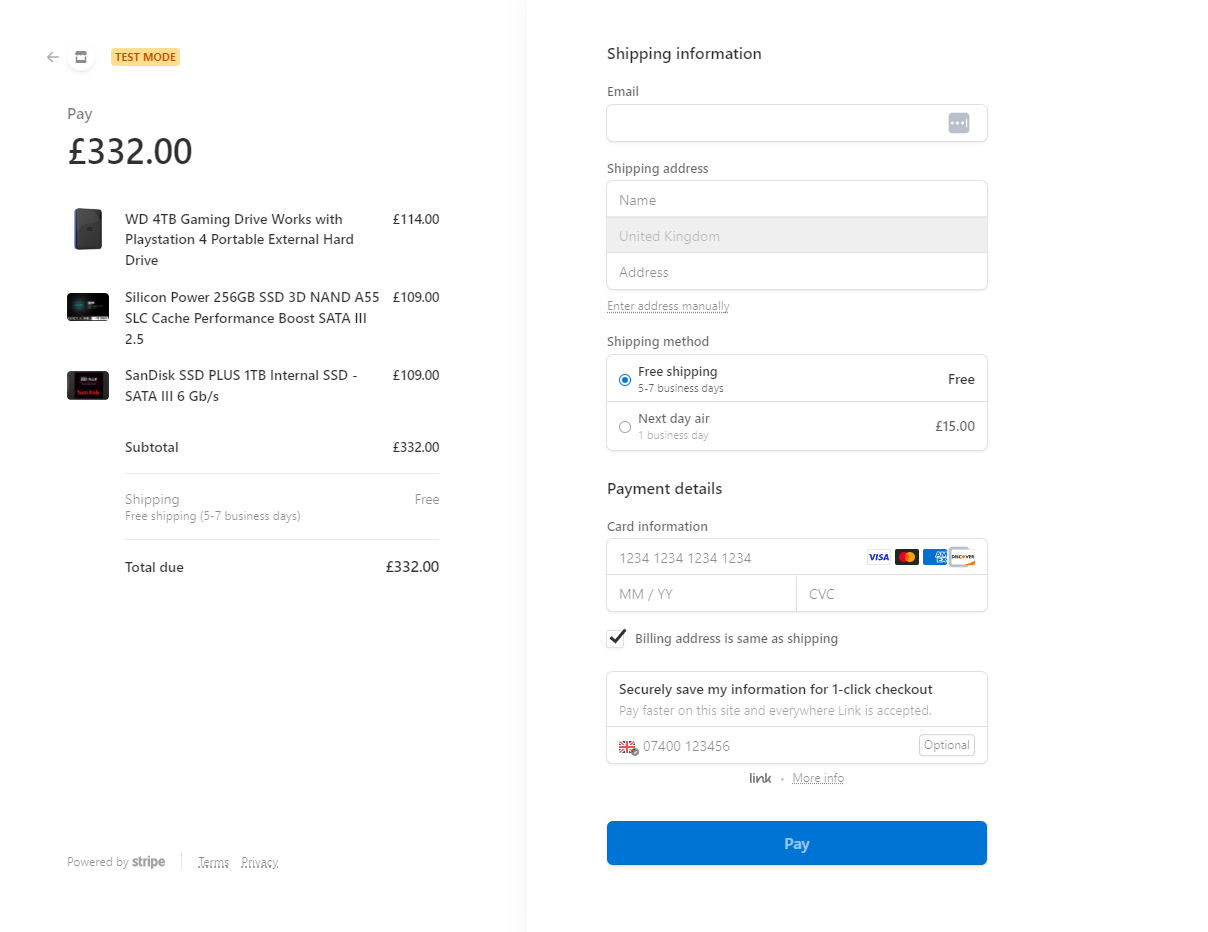 TEST MODE
Pay
£332.00
WD 4TB Gaming Drive Works with £114.00
Playstation 4 Portable External Hard
Drive
Silicon Power 256GB SSD 3D NAND A55 £109.00
SLC Cache Performance Boost SATA III
2.5
SanDisk SSD PLUS 1TB Internal SSD - £109.00
SATA III 6 Gb/s
Subtotal £332.00
Shipping Free
Free shipping (5-7 business days)
Total due £332.00
Powered by stripe Terms Privacy
Shipping information
Email
Shipping address
Name
United Kingdom
Address
Enter address manually
Shipping method
Free shipping
5-7 business days Free
Next day air
1 business day £15.00
Payment details
Card information
1234 1234 1234 1234 VISA AM EX DISCOVER
MM / YY CVC
Billing address is same as shipping
Securely save my information for 1-click checkout
Pay faster on this site and everywhere Link is accepted.
07400 123456 Optional
link · More info
Pay